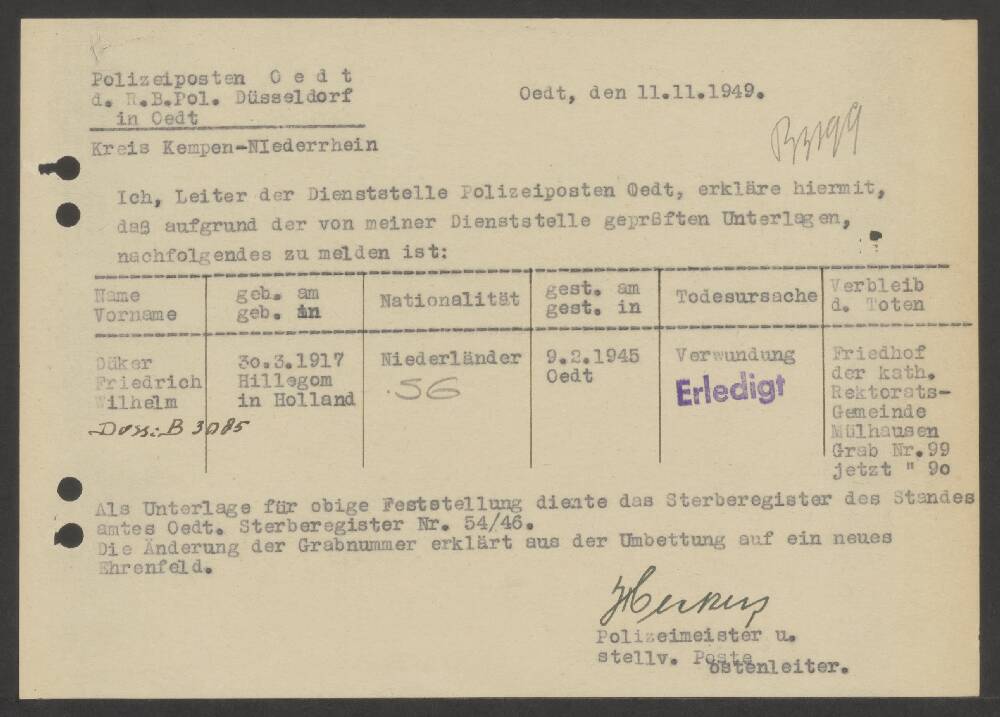 Polizeiposten O e d t
d. R.B.Pol. Düsseldorf
in Oedt
Oedt, den 11.11.1949.
Kreis Kempen-NIederrhein
Ich, Leiter der Dienststelle Polizeiposten Oedt, erkläre hiermit,
daß aufgrund der von meiner Dienststelle geprßften Unterlagen,
nachfolgendes zu melden ist:
Name
Vorname
geb. am
geb. in
Nationalität
gest. am
gest. in
Todesursache
Verbleib
d. Toten
Düker
Friedrich
Wilhelm
30.3.1917
Hillegom
in Holland
Niederländer
56
9.2.1945
Oedt
Verwundung
Erledigt
Friedhof
der kath.
Rektorats-
Gemeinde
Mülhausen
Grab Nr.99
jetzt " 90
Doss: B 3085
Als Unterlage für obige Feststellung diente das Sterberegister des Standes
amtes Oedt. Sterberegister Nr. 54/46.
Die Änderung der Grabnummer erklärt aus der Umbettung auf ein neues
Ehrenfeld.
Polizeimeister u.
stellv. Poste
ostenleiter.